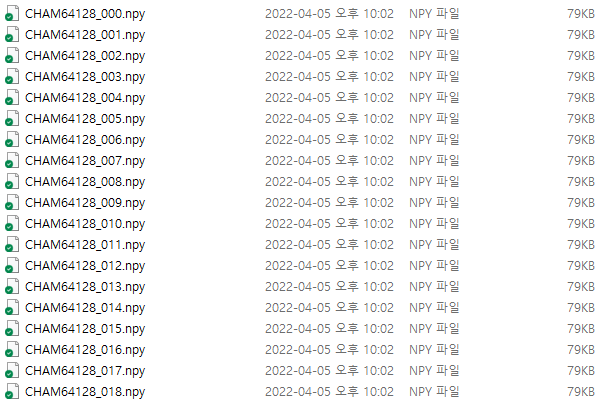 CHAM64128_000.npy 2022-04-05 오후 10:02 NPY 파일 79KB
CHAM64128_001.npy 2022-04-05 오후 10:02 NPY 파일 79KB
CHAM64128_002.npy 2022-04-05 오후 10:02 NPY 파일 79KB
CHAM64128_003.npy 2022-04-05 오후 10:02 NPY 파일 79KB
CHAM64128_004.npy 2022-04-05 오후 10:02 NPY 파일 79KB
CHAM64128_005.npy 2022-04-05 오후 10:02 NPY 파일 79KB
CHAM64128_006.npy 2022-04-05 오후 10:02 NPY 파일 79KB
CHAM64128_007.npy 2022-04-05 오후 10:02 NPY 파일 79KB
CHAM64128_008.npy 2022-04-05 오후 10:02 NPY 파일 79KB
CHAM64128_009.npy 2022-04-05 오후 10:02 NPY 파일 79KB
CHAM64128_010.npy 2022-04-05 오후 10:02 NPY 파일 79KB
CHAM64128_011.npy 2022-04-05 오후 10:02 NPY 파일 79KB
CHAM64128_012.npy 2022-04-05 오후 10:02 NPY 파일 79KB
CHAM64128_013.npy 2022-04-05 오후 10:02 NPY 파일 79KB
CHAM64128_014.npy 2022-04-05 오후 10:02 NPY 파일 79KB
CHAM64128_015.npy 2022-04-05 오후 10:02 NPY 파일 79KB
CHAM64128_016.npy 2022-04-05 오후 10:02 NPY 파일 79KB
CHAM64128_017.npy 2022-04-05 오후 10:02 NPY 파일 79KB
CHAM64128_018.npy 2022-04-05 오후 10:02 NPY 파일 79KB